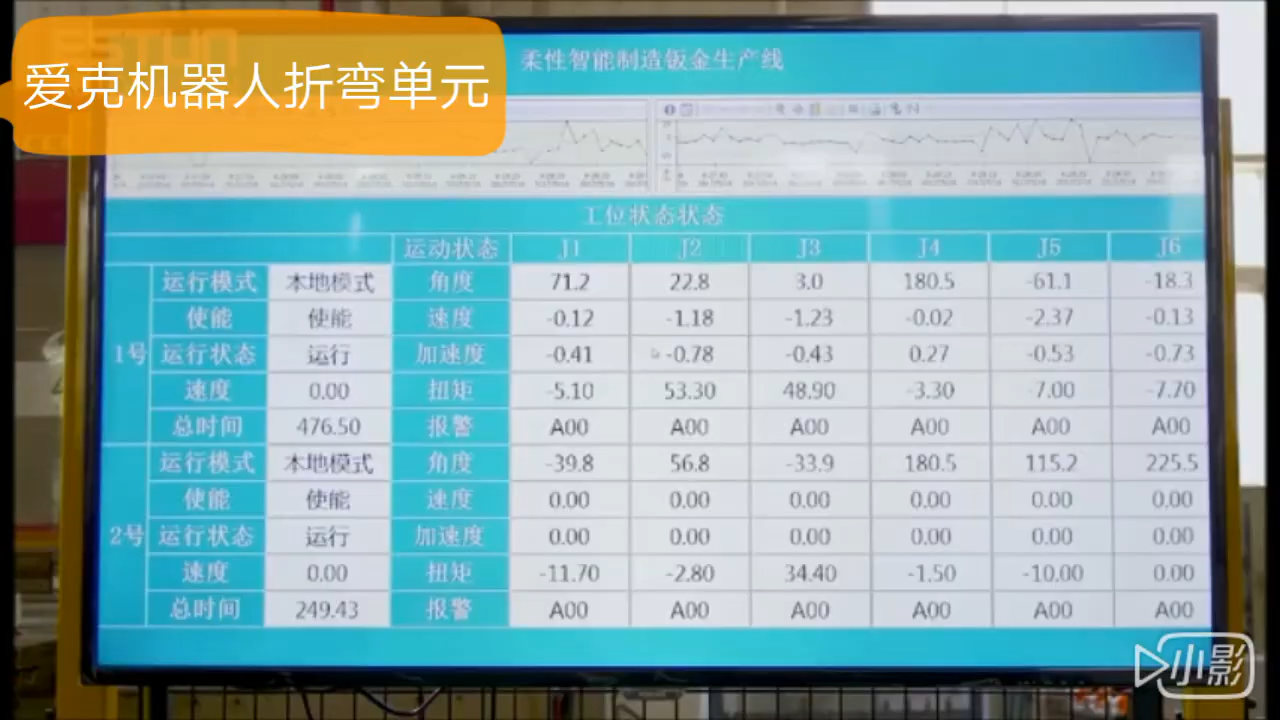 ESTUN
爱克机器人折弯单元
柔性智能制造钣金生产线
工位状态状态
运动状态 J1 J2 J3 J4 J5 J6
1号 运行模式 本地模式 角度 71.2 22.8 3.0 180.5 -61.1 -18.3
使能 使能 速度 -0.12 -1.18 -1.23 -0.02 -2.37 -0.13
运行状态 运行 加速度 -0.41 -0.78 -0.43 0.27 -0.53 -0.73
速度 0.00 扭矩 -5.10 53.30 48.90 -3.30 -7.00 -7.70
总时间 476.50 报警 A00 A00 A00 A00 A00 A00
2号 运行模式 本地模式 角度 -39.8 56.8 -33.9 180.5 115.2 225.5
使能 使能 速度 0.00 0.00 0.00 0.00 0.00 0.00
运行状态 运行 加速度 0.00 0.00 0.00 0.00 0.00 0.00
速度 0.00 扭矩 -11.70 -2.80 34.40 -1.50 -10.00 0.00
总时间 249.43 报警 A00 A00 A00 A00 A00 A00
小影